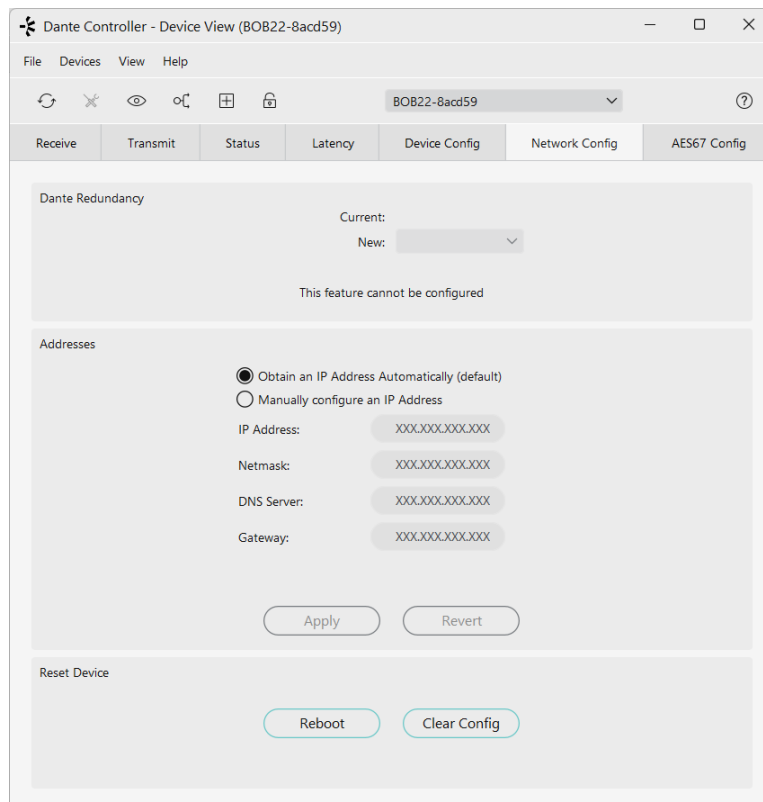 Dante Controller - Device View (BOB22-8acd59)
File Devices View Help
BOB22-8acd59
Receive Transmit Status Latency Device Config Network Config AES67 Config
Dante Redundancy
Current:
New:
This feature cannot be configured
Addresses
Obtain an IP Address Automatically (default)
Manually configure an IP Address
IP Address: XXX.XXX.XXX.XXX
Netmask: XXX.XXX.XXX.XXX
DNS Server: XXX.XXX.XXX.XXX
Gateway: XXX.XXX.XXX.XXX
Apply Revert
Reset Device
Reboot Clear Config